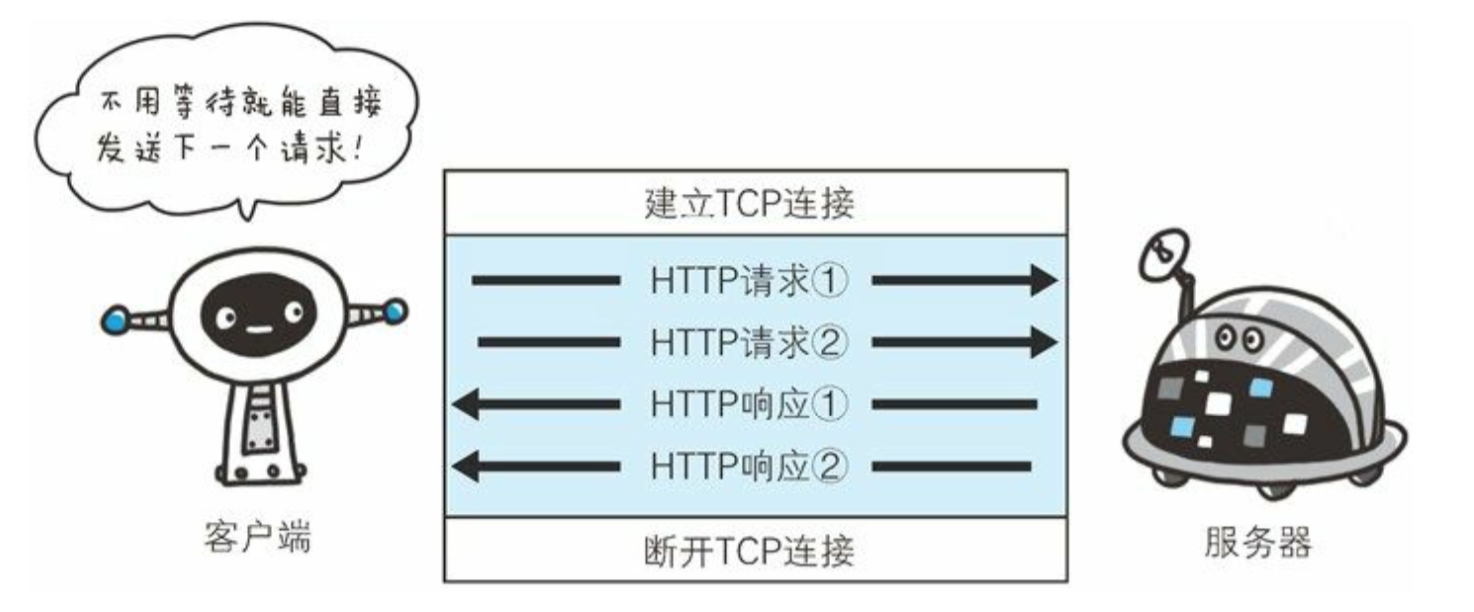 不用等待就能直接
发送下一个请求!
建立TCP连接
HTTP请求①
HTTP请求②
HTTP响应①
HTTP响应②
断开TCP连接
客户端
服务器